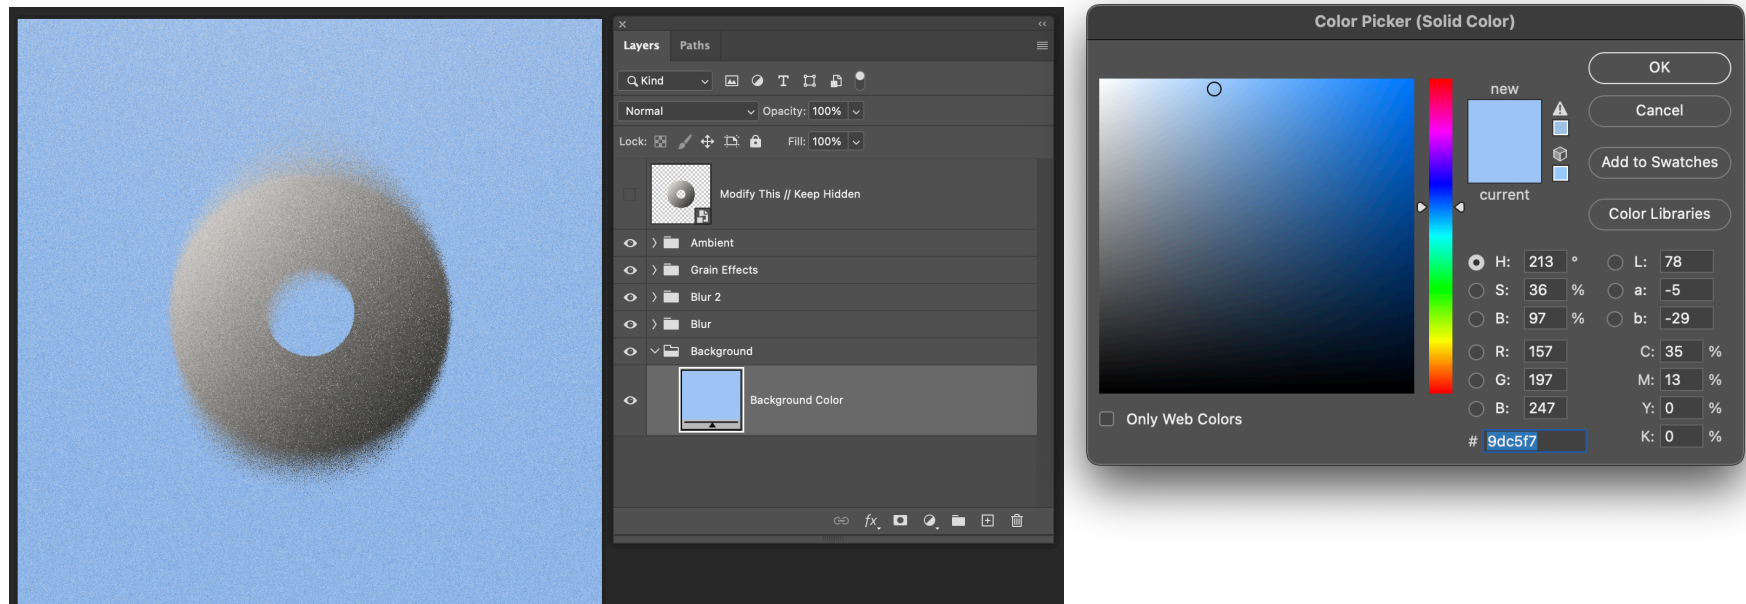 Layers Paths
Kind
Normal Opacity: 100%
Lock: Fill: 100%
Modify This // Keep Hidden
Ambient
Grain Effects
Blur 2
Blur
Background
Background Color
fx
Color Picker (Solid Color)
new
current
OK
Cancel
Add to Swatches
Color Libraries
H: 213 ° L: 78
S: 36 % a: -5
B: 97 % b: -29
R: 157 C: 35 %
G: 197 M: 13 %
B: 247 Y: 0 %
# 9dc5f7 K: 0 %
Only Web Colors